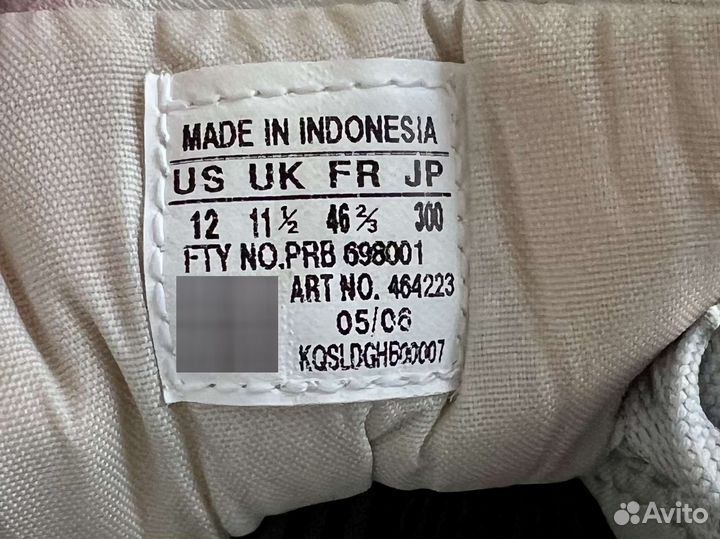 MADE IN INDONESIA
US UK FR JP
12 11½ 46⅔ 300
FTY NO.PRB 698001
ART NO. 464223
05/06
Avito